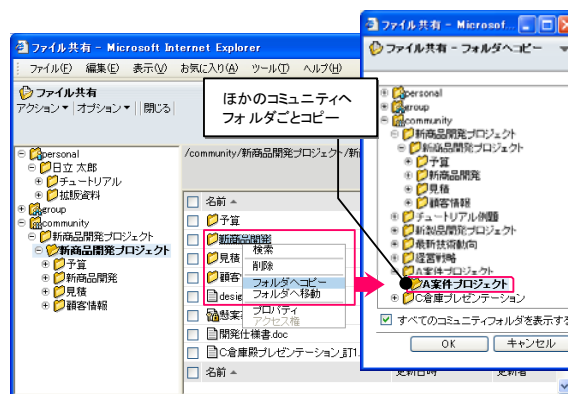 ファイル共有 - Microsoft Internet Explorer
ファイル(F) 編集(E) 表示(V) お気に入り(A) ツール(T) ヘルプ(H)
ファイル共有
アクション オプション 閉じる
personal
日立 太郎
チュートリアル
拡販資料
group
community
新商品開発プロジェクト
新商品開発プロジェクト
予算
新商品開発
見積
顧客情報
/community/新商品開発プロジェクト/新
名前
予算
新商品開発
見積
顧客
desig
懸案
開発仕様書.doc
C倉庫殿プレゼンテーション_訂1.
名前
更新日時
更新者
検索
削除
フォルダへコピー
フォルダへ移動
プロパティ
アクセス権
ほかのコミュニティへ
フォルダごとコピー
ファイル共有 - Microsof...
ファイル共有 - フォルダへコピー
personal
group
community
新商品開発プロジェクト
新商品開発プロジェクト
予算
新商品開発
見積
顧客情報
チュートリアル例題
新製品開発プロジェクト
最新技術動向
経営戦略
A案件プロジェクト
A案件プロジェクト
C倉庫プレゼンテーション
すべてのコミュニティフォルダを表示する
OK
キャンセル